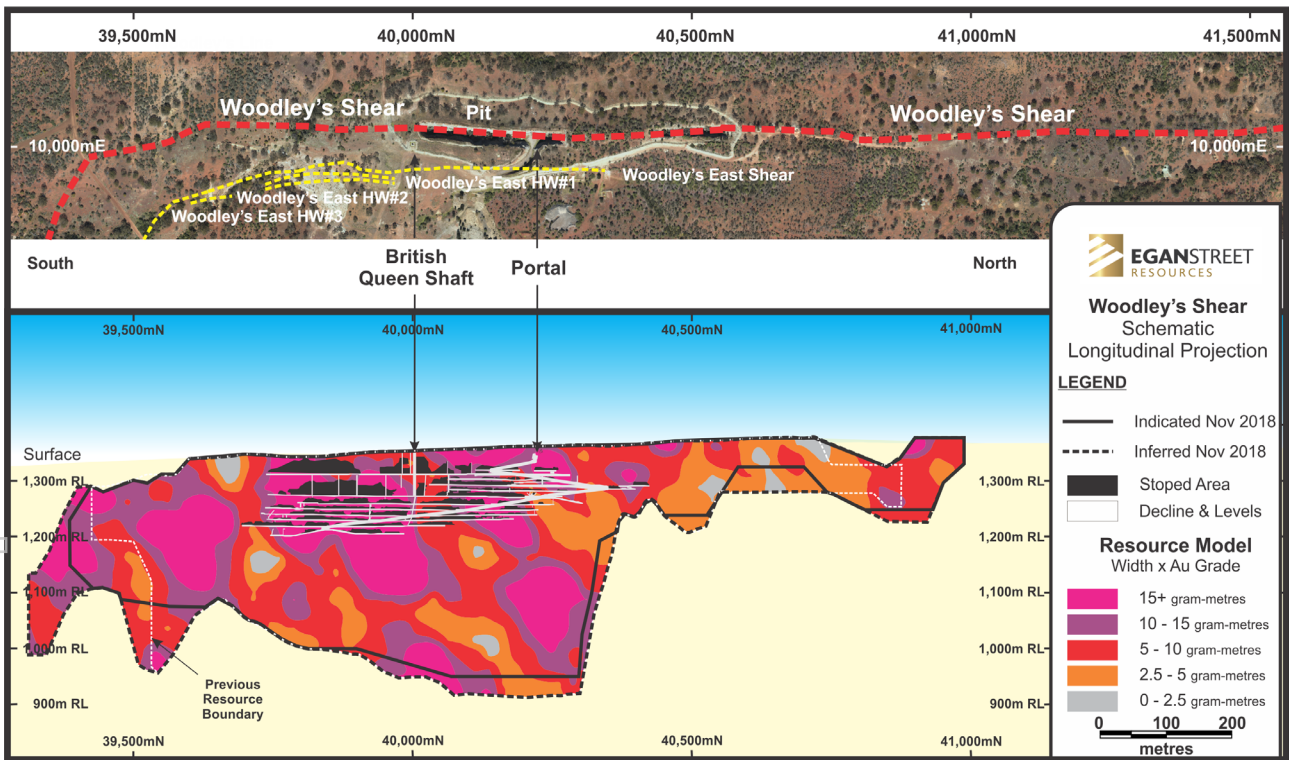 39,500mN 40,000mN 40,500mN 41,000mN 41,500mN
Woodley's Shear
Pit
Woodley's Shear
10,000mE
10,000mE
Woodley's East HW#1
Woodley's East Shear
Woodley's East HW#2
Woodley's East HW#3
South
British
Queen Shaft
Portal
North
39,500mN 40,000mN 40,500mN 41,000mN
Surface
1,300m RL
1,200m RL
1,100m RL
1,000m RL
900m RL
1,300m RL
1,200m RL
1,100m RL
1,000m RL
900m RL
Previous
Resource
Boundary
39,500mN 40,000mN 40,500mN 41,000mN
EGANSTREET
RESOURCES
Woodley's Shear
Schematic
Longitudinal Projection
LEGEND
Indicated Nov 2018
Inferred Nov 2018
Stoped Area
Decline & Levels
Resource Model
Width x Au Grade
15+ gram-metres
10 - 15 gram-metres
5 - 10 gram-metres
2.5 - 5 gram-metres
0 - 2.5 gram-metres
0 100 200
metres